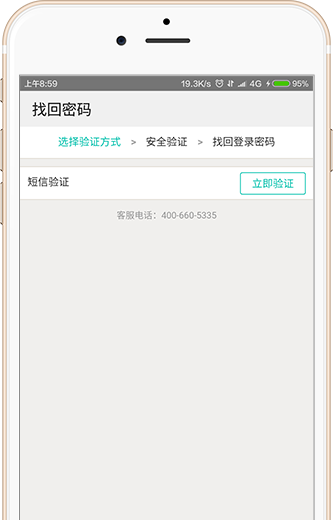 上午8:59 19.3K/s 4G 95%
找回密码
选择验证方式 > 安全验证 > 找回登录密码
短信验证 立即验证
客服电话：400-660-5335